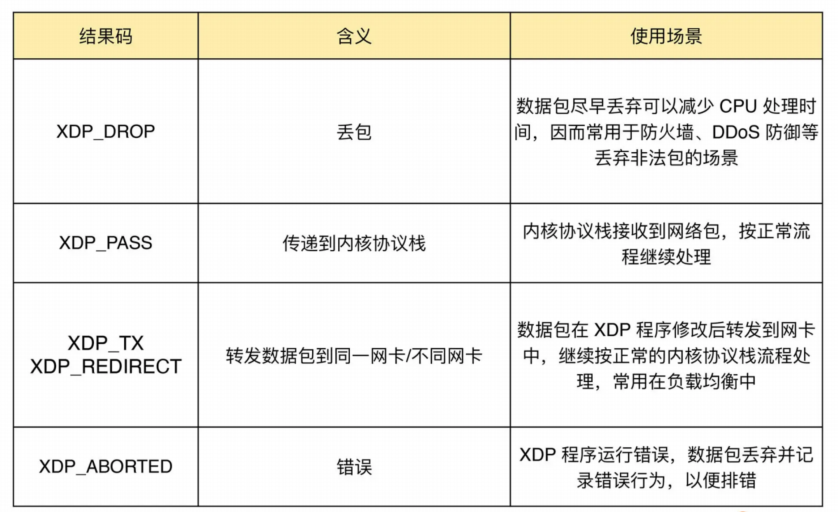 结果码
含义
使用场景
XDP_DROP
丢包
数据包尽早丢弃可以减少 CPU 处理时
间，因而常用于防火墙、DDoS 防御等
丢弃非法包的场景
XDP_PASS
传递到内核协议栈
内核协议栈接收到网络包，按正常流
程继续处理
XDP_TX
XDP_REDIRECT
转发数据包到同一网卡/不同网卡
数据包在 XDP 程序修改后转发到网卡
中，继续按正常的内核协议栈流程处
理，常用在负载均衡中
XDP_ABORTED
错误
XDP 程序运行错误，数据包丢弃并记
录错误行为，以便排错